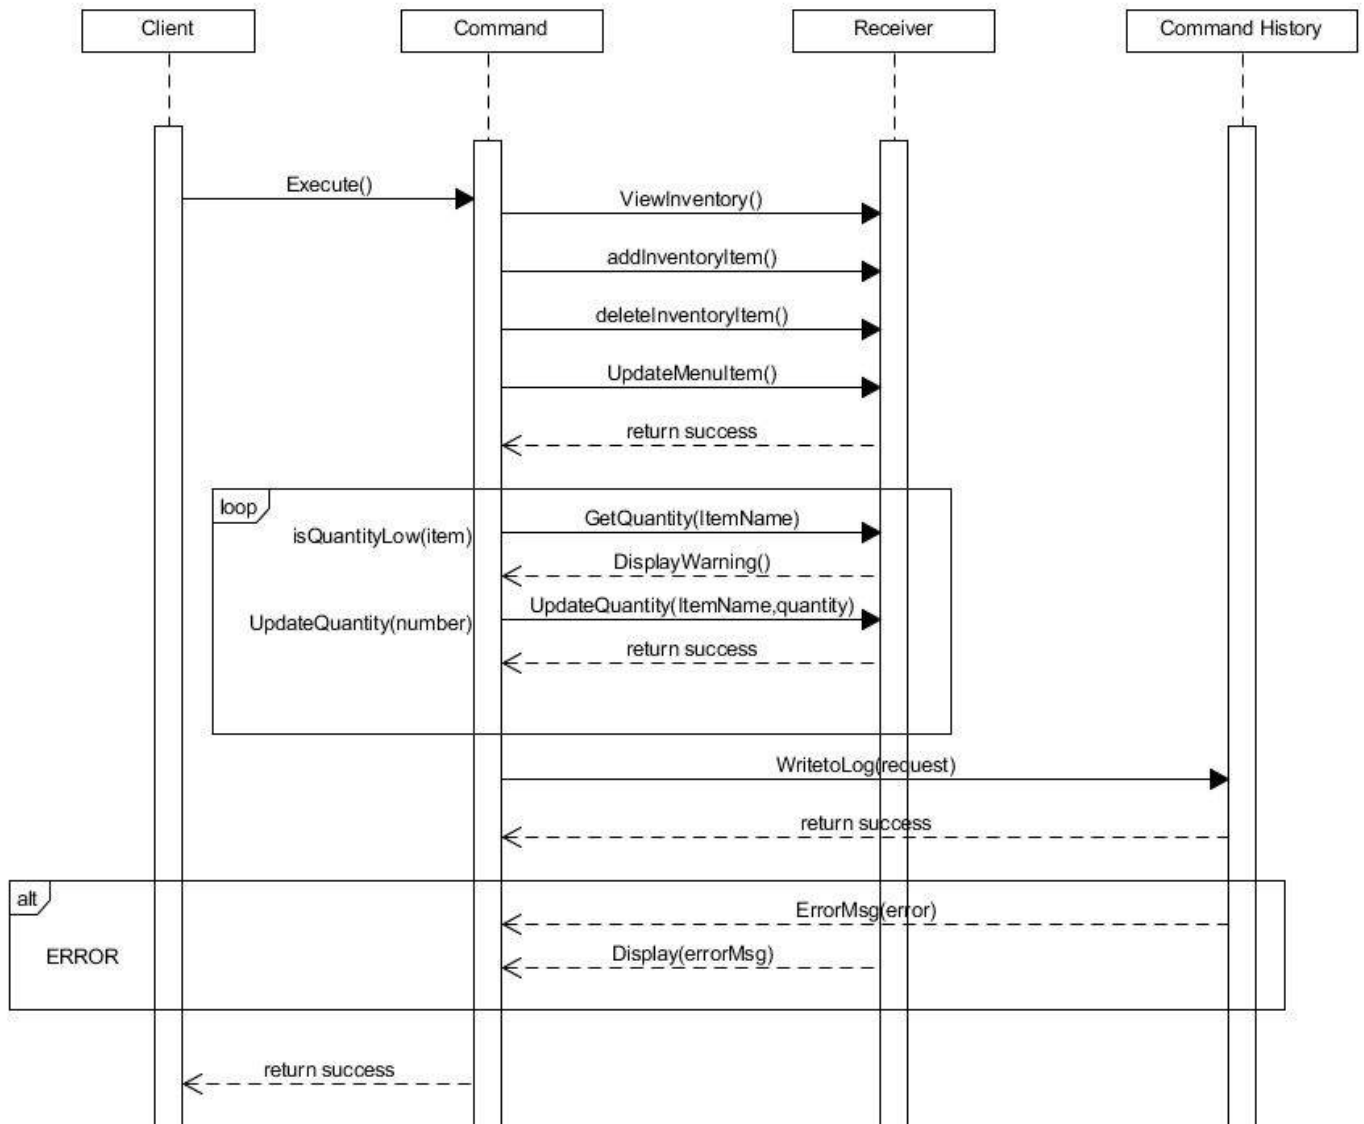 Client
Command
Receiver
Command History
Execute()
ViewInventory()
addInventoryItem()
deleteInventoryItem()
UpdateMenuItem()
return success
loop
GetQuantity(ItemName)
isQuantityLow(item)
DisplayWarning()
UpdateQuantity(ItemName,quantity)
UpdateQuantity(number)
return success
WritetoLog(request)
return success
alt
ErrorMsg(error)
ERROR
Display(errorMsg)
return success